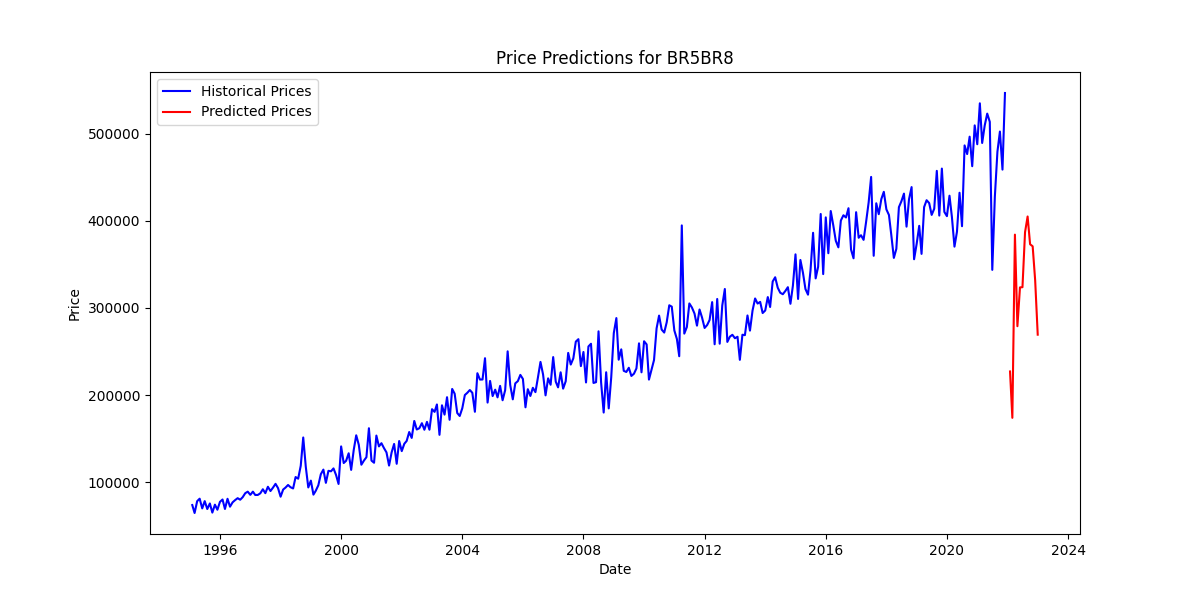 Price Predictions for BR5BR8
Historical Prices
Predicted Prices
500000
400000
300000
200000
100000
Price
1996
2000
2004
2008
2012
2016
2020
2024
Date